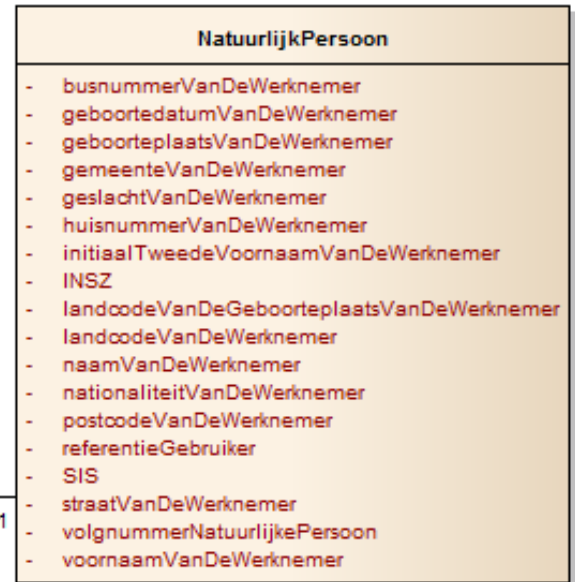 NatuurlijkPersoon
- busnummerVanDeWerknemer
- geboortedatumVanDeWerknemer
- geboorteplaatsVanDeWerknemer
- gemeenteVanDeWerknemer
- geslachtVanDeWerknemer
- huisnummerVanDeWerknemer
- initiaalTweedeVoornaamVanDeWerknemer
- INSZ
- landcodeVanDeGeboorteplaatsVanDeWerknemer
- landcodeVanDeWerknemer
- naamVanDeWerknemer
- nationaliteitVanDeWerknemer
- postcodeVanDeWerknemer
- referentieGebruiker
- SIS
- straatVanDeWerknemer
1
- volgnummerNatuurlijkePersoon
- voornaamVanDeWerknemer